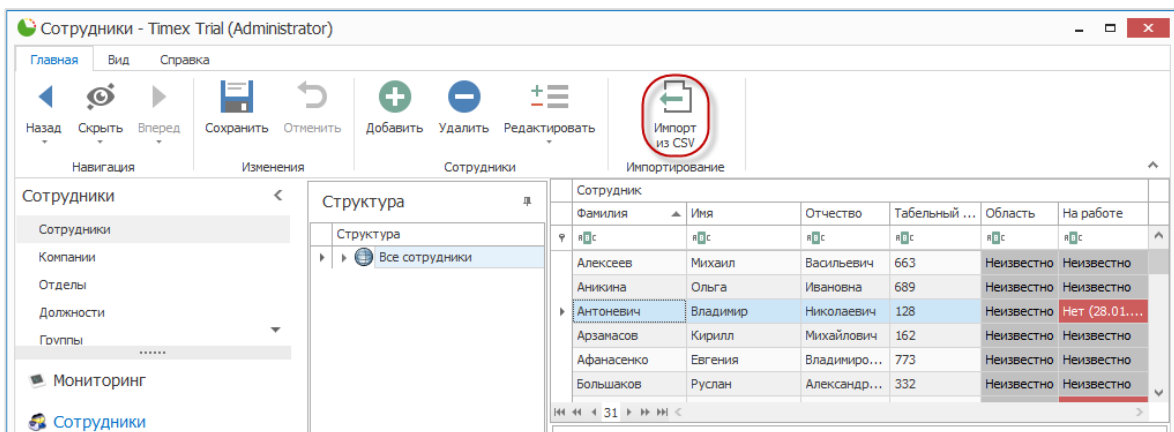 Сотрудники - Timex Trial (Administrator)
Главная Вид Справка
Назад Скрыть Вперед Сохранить Отменить Добавить Удалить Редактировать Импорт из CSV
Навигация Изменения Сотрудники Импортирование
Сотрудники
Сотрудники
Компании
Отделы
Должности
Группы
Мониторинг
Сотрудники
Структура
Структура
Все сотрудники
Сотрудник
Фамилия Имя Отчество Табельный ... Область На работе
Алексеев Михаил Васильевич 663 Неизвестно Неизвестно
Аникина Ольга Ивановна 689 Неизвестно Неизвестно
Антоневич Владимир Николаевич 128 Неизвестно Нет (28.01....
Арзамасов Кирилл Михайлович 162 Неизвестно Неизвестно
Афанасенко Евгения Владимиро... 773 Неизвестно Неизвестно
Большаков Руслан Александр... 332 Неизвестно Неизвестно
31